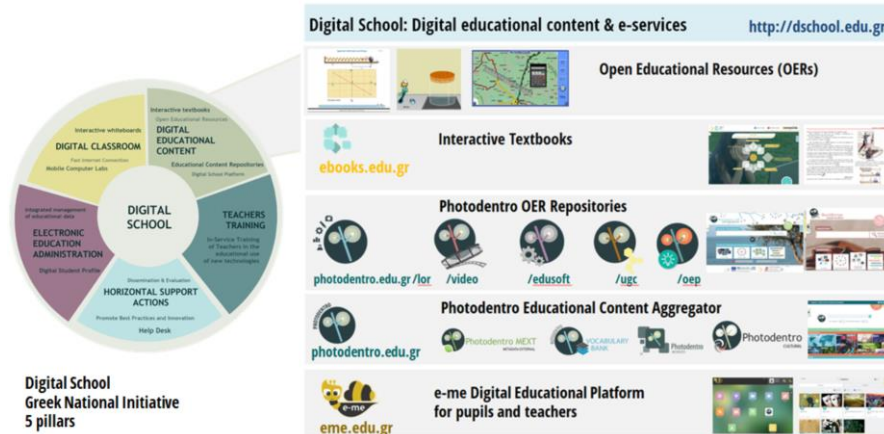 Digital School: Digital educational content & e-services
http://dschool.edu.gr
Open Educational Resources (OERs)
Interactive textbooks
Open Educational Resources
DIGITAL
EDUCATIONAL
CONTENT
Educational Content Repositories
Digital School Platform
Interactive whiteboards
DIGITAL CLASSROOM
Fast Internet Connection
Mobile Computer Labs
DIGITAL
SCHOOL
TEACHERS
TRAINING
In-Service Training
of Teachers in the
educational use
of new technologies
Integrated management
of educational data
ELECTRONIC
EDUCATION
ADMINISTRATION
Digital Student Profile
Dissemination & Evaluation
HORIZONTAL SUPPORT
ACTIONS
Promote Best Practices and Innovation
Help Desk
Digital School
Greek National Initiative
5 pillars
Interactive Textbooks
ebooks.edu.gr
Photodentro OER Repositories
photodentro.edu.gr/lor
/video
/edusoft
/ugc
/oep
Photodentro Educational Content Aggregator
PHOTODENTRO
photodentro.edu.gr
Photodentro NEXT
VOCABULARY
BANK
Photodentro
Photodentro
CULTURAL
e-me
eme.edu.gr
e-me Digital Educational Platform
for pupils and teachers